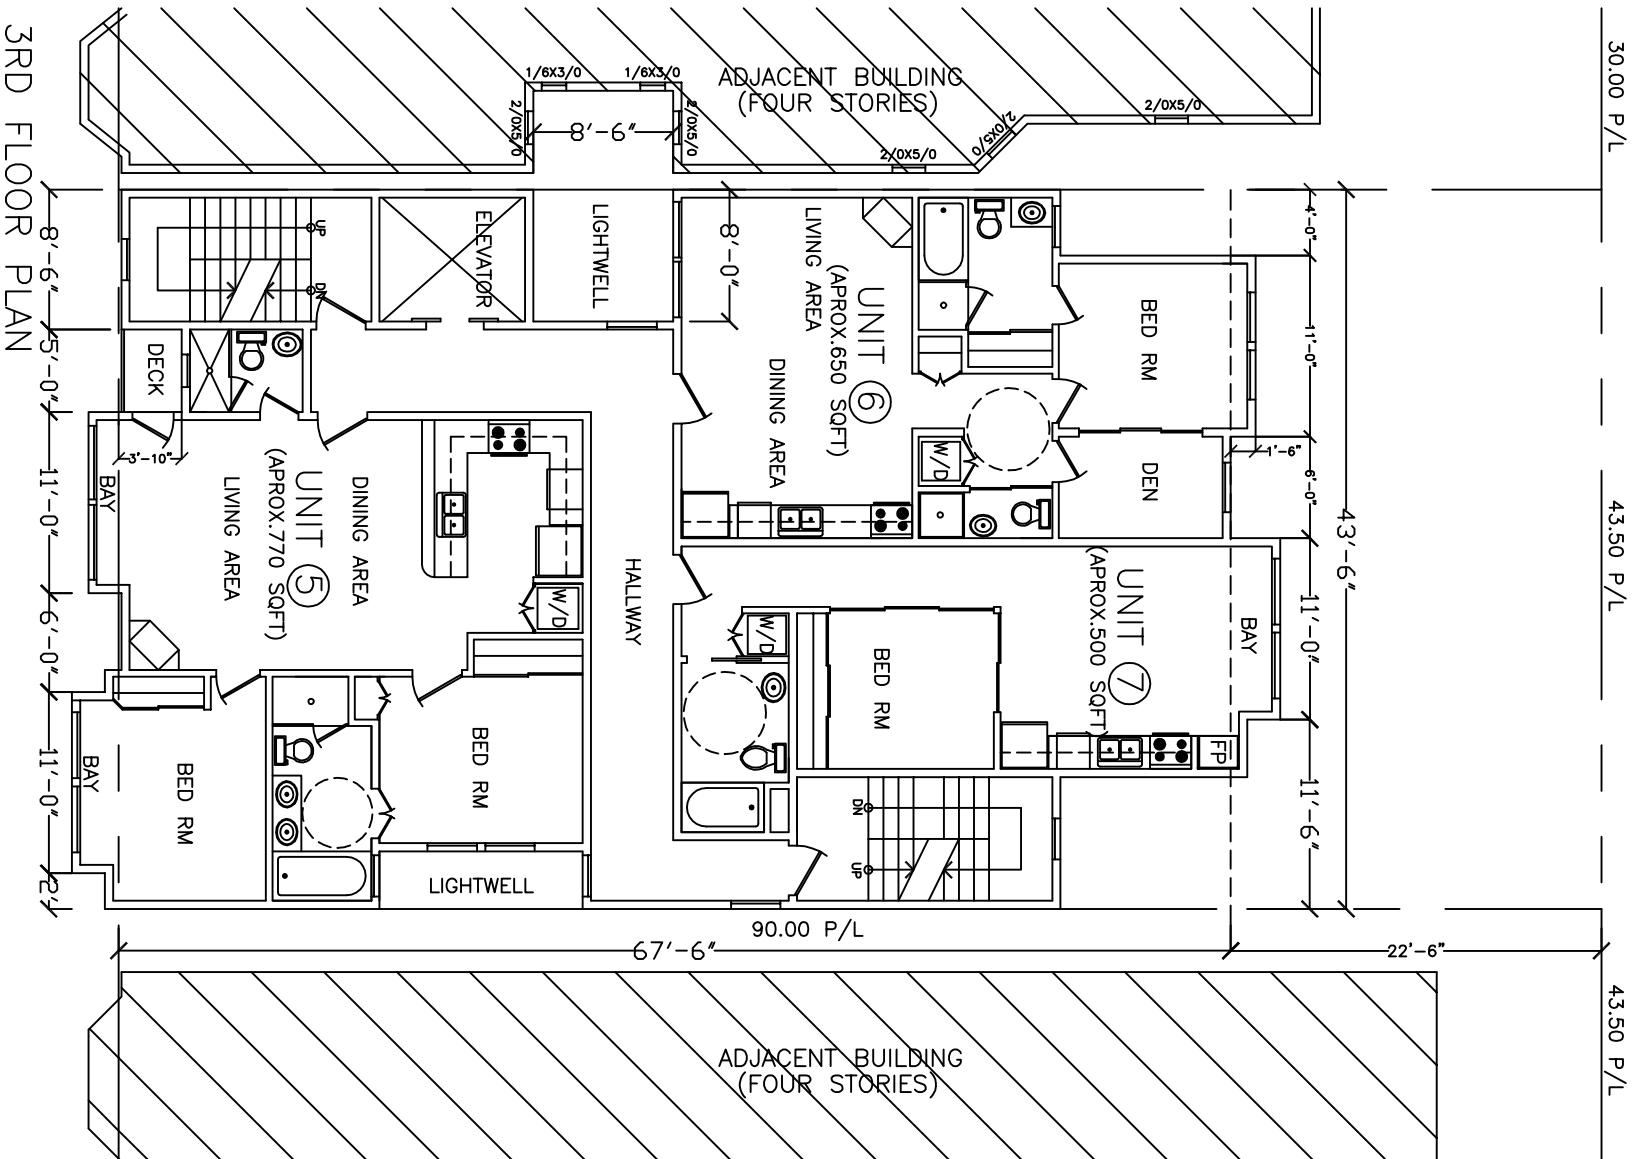 3RD FLOOR PLAN
ADJACENT BUILDING
(FOUR STORIES)
1/6X3/0
1/6X3/0
2/0X5/0
2/0X5/0
8'-6"
2/0X5/0
2/0X5/0
2/0X5/0
30.00 P/L
43.50 P/L
43.50 P/L
8'-6"
5'-0"
11'-0"
6'-0"
11'-0"
2'
UP
DN
ELEVATOR
LIGHTWELL
8'-0"
LIVING AREA
UNIT 6
(APROX.650 SQFT)
DINING AREA
W/D
BED RM
DEN
4'-0"
11'-0"
6'-0"
1'-6"
43'-6"
11'-0"
11'-6"
DECK
3'-10"
BAY
UNIT 5
(APROX.770 SQFT)
LIVING AREA
DINING AREA
W/D
HALLWAY
BAY
BED RM
BED RM
LIGHTWELL
UNIT 7
(APROX.500 SQFT
BAY
W/D
BED RM
FP
DN
UP
90.00 P/L
67'-6"
22'-6"
ADJACENT BUILDING
(FOUR STORIES)